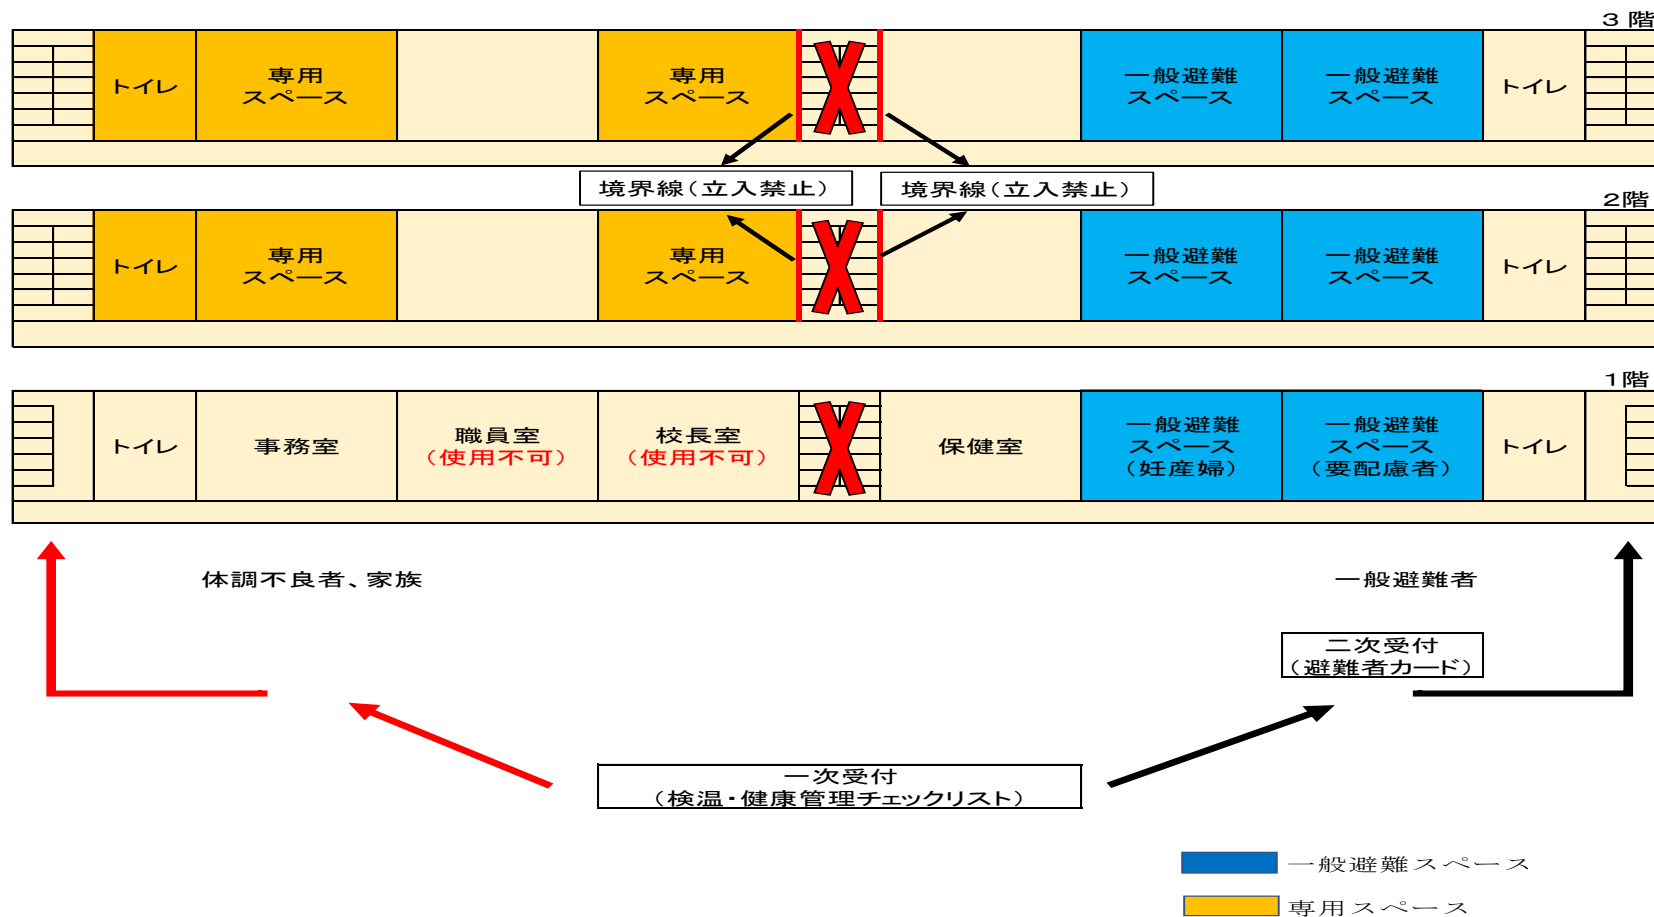 3階
トイレ
専用
スペース
専用
スペース
一般避難
スペース
一般避難
スペース
トイレ
境界線(立入禁止)
境界線(立入禁止)
2階
トイレ
専用
スペース
専用
スペース
一般避難
スペース
一般避難
スペース
トイレ
1階
トイレ
事務室
職員室
(使用不可)
校長室
(使用不可)
保健室
一般避難
スペース
(妊産婦)
一般避難
スペース
(要配慮者)
トイレ
体調不良者、家族
一般避難者
二次受付
(避難者カード)
一次受付
(検温・健康管理チェックリスト)
一般避難スペース
専用スペース